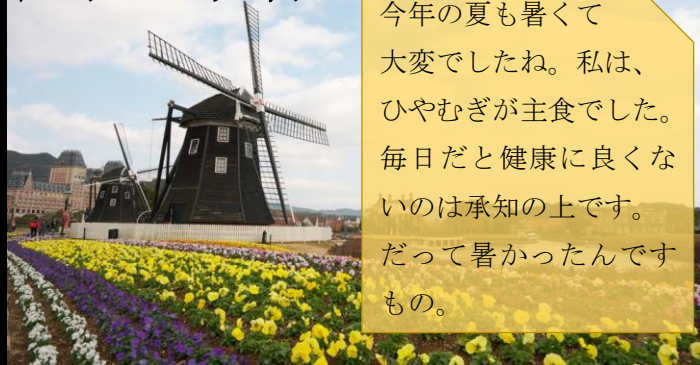 今年の夏も暑くて
大変でしたね。私は、
ひやむぎが主食でした。
毎日だと健康に良くな
いのは承知の上です。
だって暑かったんです
もの。